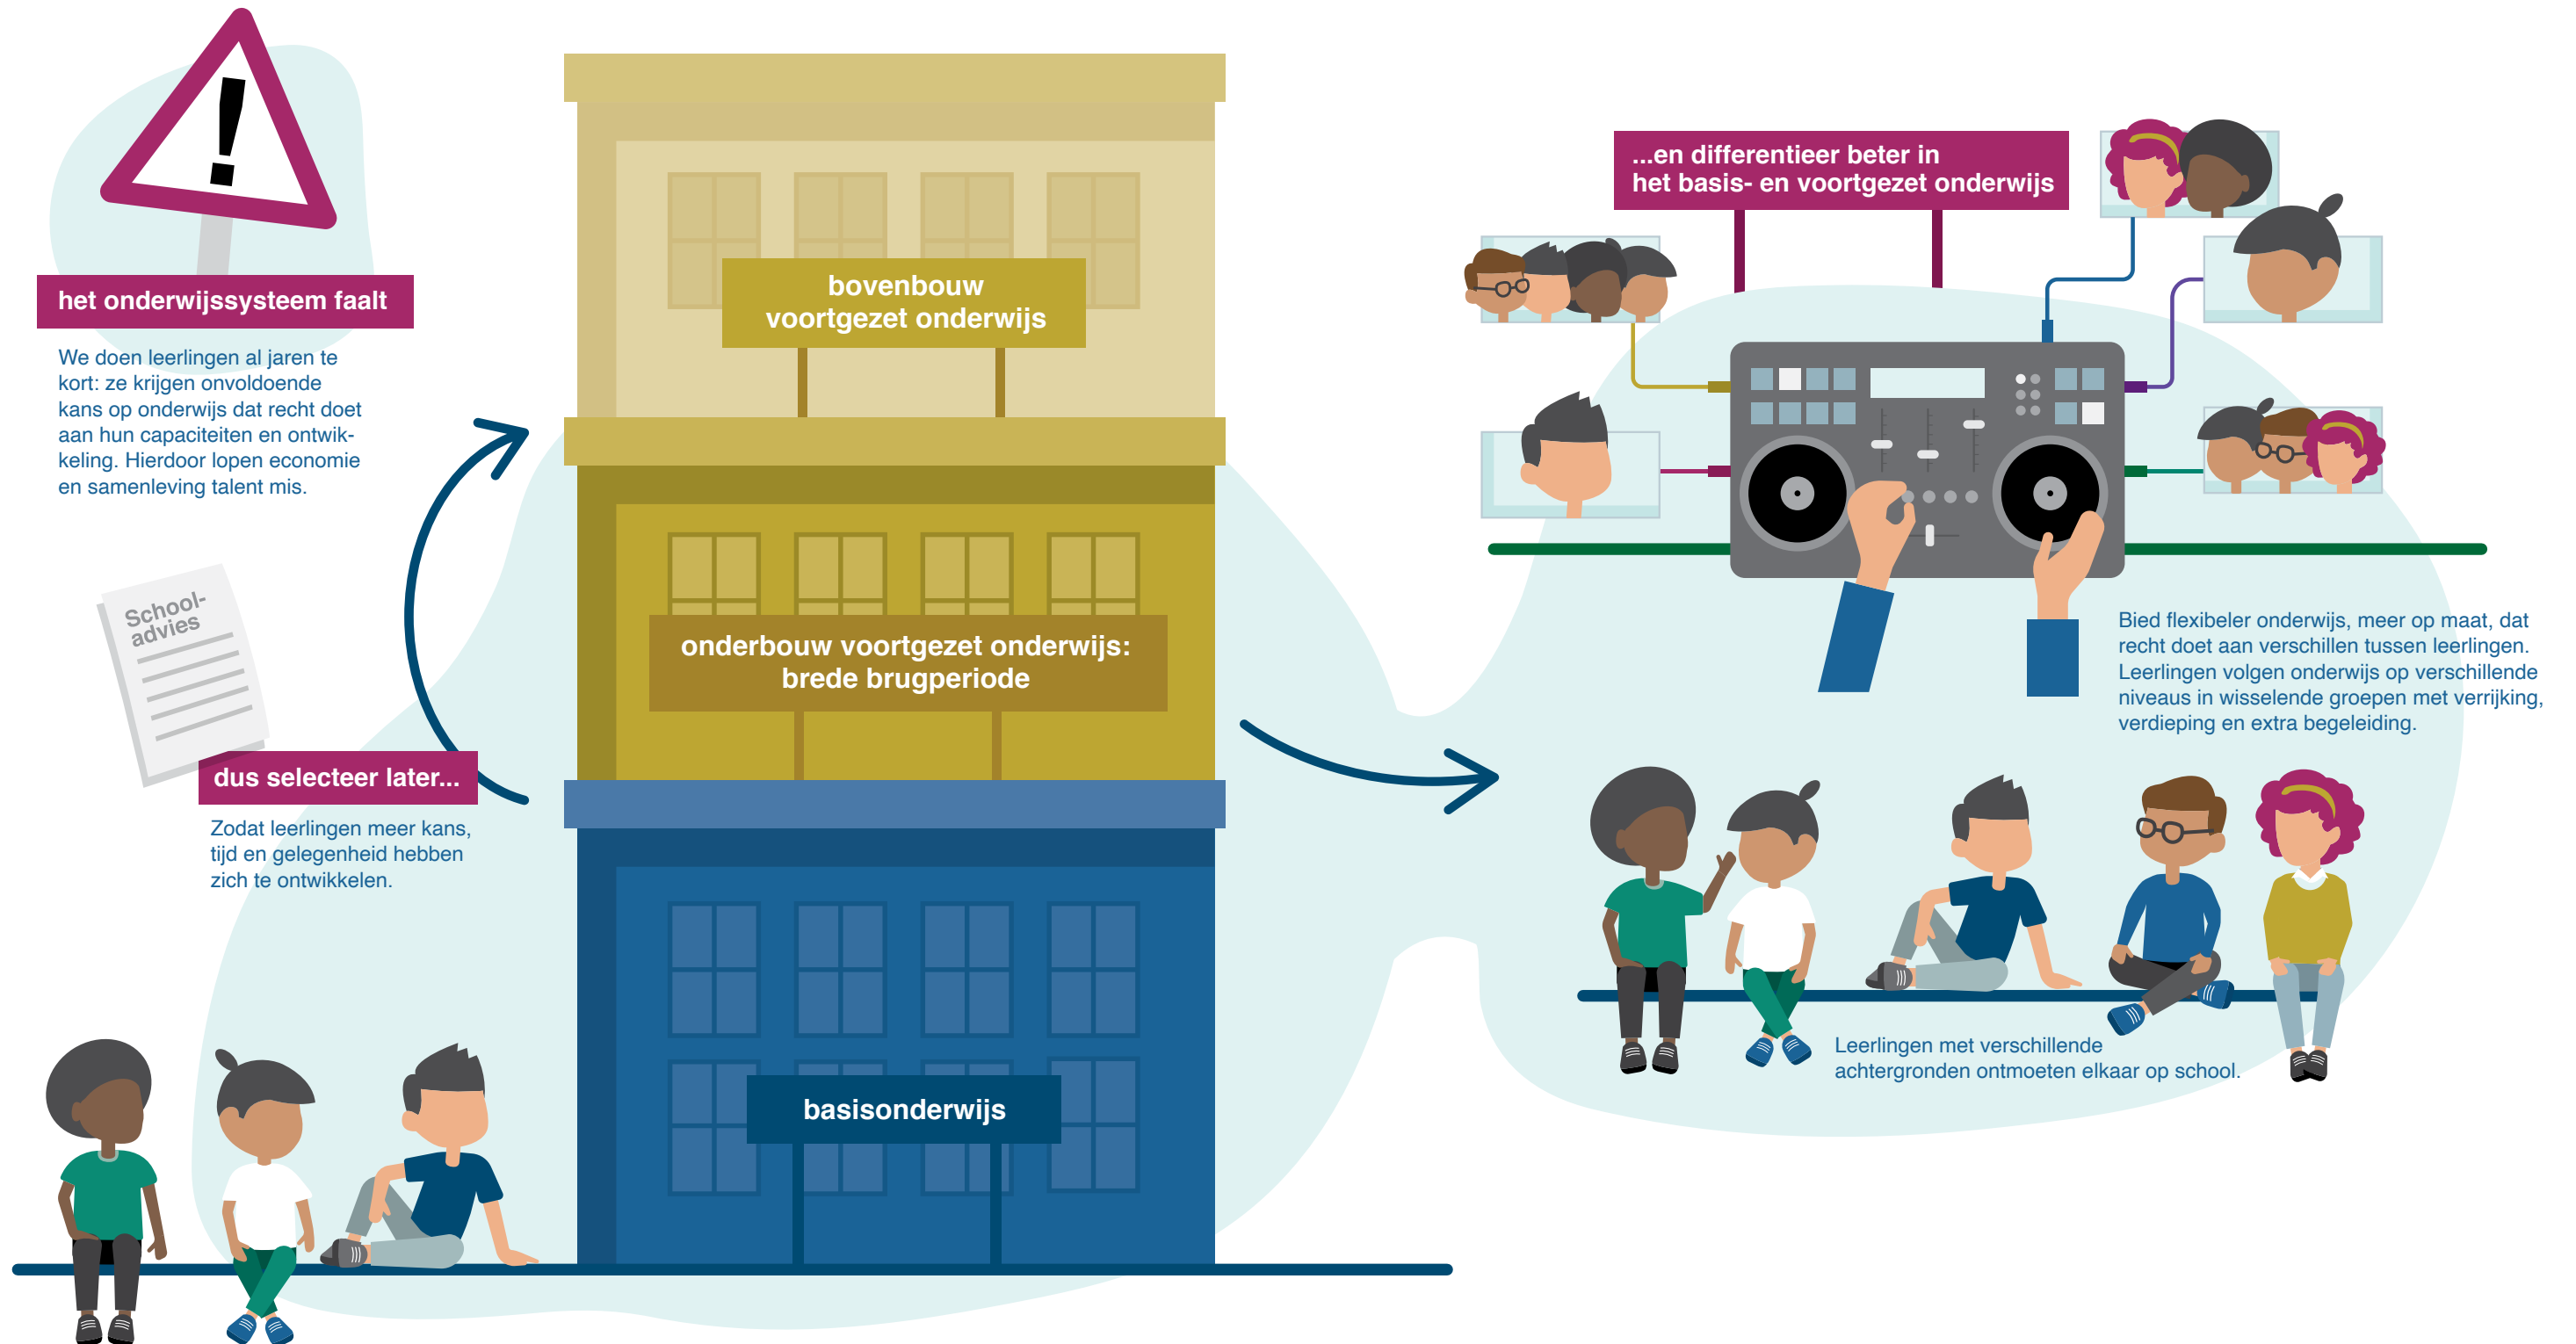 !
het onderwijssysteem faalt
We doen leerlingen al jaren te
kort: ze krijgen onvoldoende
kans op onderwijs dat recht doet
aan hun capaciteiten en ontwik-
keling. Hierdoor lopen economie
en samenleving talent mis.
School-
advies
dus selecteer later...
Zodat leerlingen meer kans,
tijd en gelegenheid hebben
zich te ontwikkelen.
bovenbouw
voortgezet onderwijs
onderbouw voortgezet onderwijs:
brede brugperiode
basisonderwijs
...en differentieer beter in
het basis- en voortgezet onderwijs
Bied flexibeler onderwijs, meer op maat, dat
recht doet aan verschillen tussen leerlingen.
Leerlingen volgen onderwijs op verschillende
niveaus in wisselende groepen met verrijking,
verdieping en extra begeleiding.
Leerlingen met verschillende
achtergronden ontmoeten elkaar op school.